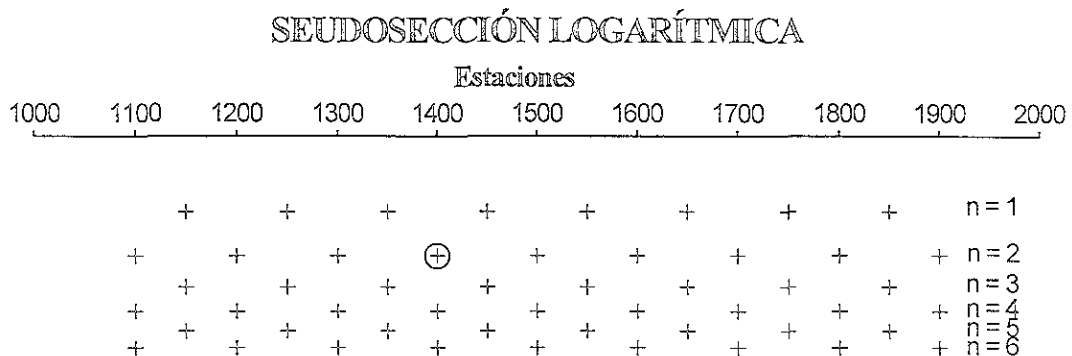 SEUDOSECCIÓN LOGARÍTMICA
Estaciones
1000 1100 1200 1300 1400 1500 1600 1700 1800 1900 2000
n = 1
n = 2
n = 3
n = 4
n = 5
n = 6